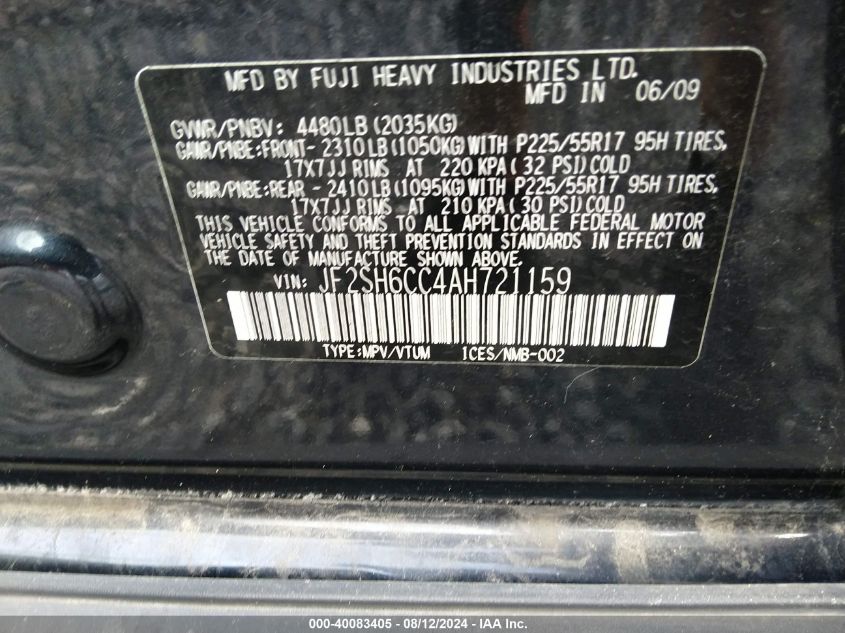 MFD BY FUJI HEAVY INDUSTRIES LTD.
MFD IN 06/09
GVWR/PNBV: 4480LB (2035KG)
GAWR/PNBE:FRONT- 2310LB (1050KG) WITH P225/55R17 95H TIRES,
17X7JJ RIMS AT 220 KPA (32 PSI) COLD
GAWR/PNBE:REAR - 2410LB (1095KG) WITH P225/55R17 95H TIRES,
17X7JJ RIMS AT 210 KPA (30 PSI) COLD
THIS VEHICLE CONFORMS TO ALL APPLICABLE FEDERAL MOTOR
VEHICLE SAFETY AND THEFT PREVENTION STANDARDS IN EFFECT ON
THE DATE OF MANUFACTURE SHOWN ABOVE.
VIN: JF2SH6CC4AH721159
TYPE:MPV/VTUM ICES/NMB-002
000-40083405 - 08/12/2024 - IAA Inc.